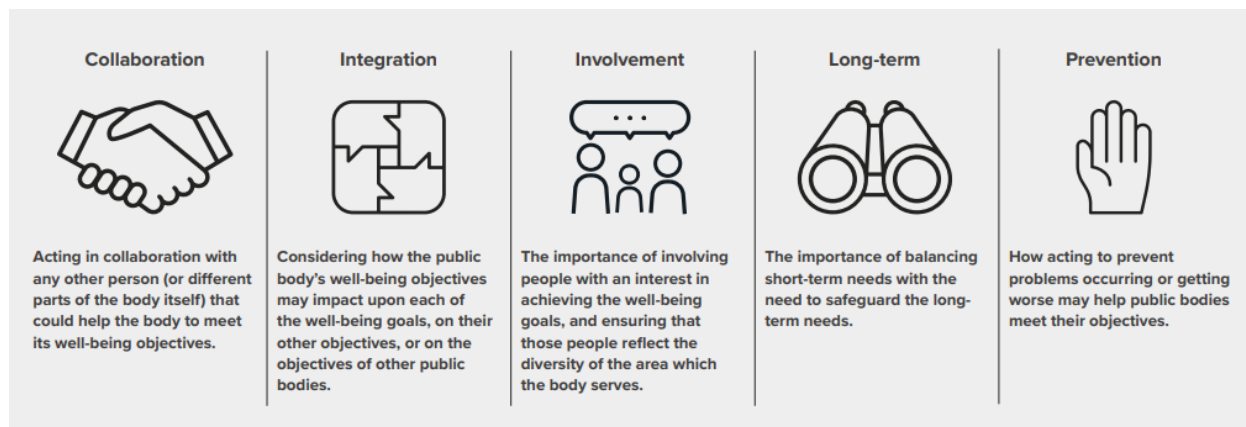 Collaboration
Acting in collaboration with
any other person (or different
parts of the body itself) that
could help the body to meet
its well-being objectives.
Integration
Considering how the public
body's well-being objectives
may impact upon each of
the well-being goals, on their
other objectives, or on the
objectives of other public
bodies.
Involvement
The importance of involving
people with an interest in
achieving the well-being
goals, and ensuring that
those people reflect the
diversity of the area which
the body serves.
Long-term
The importance of balancing
short-term needs with the
need to safeguard the long-
term needs.
Prevention
How acting to prevent
problems occurring or getting
worse may help public bodies
meet their objectives.